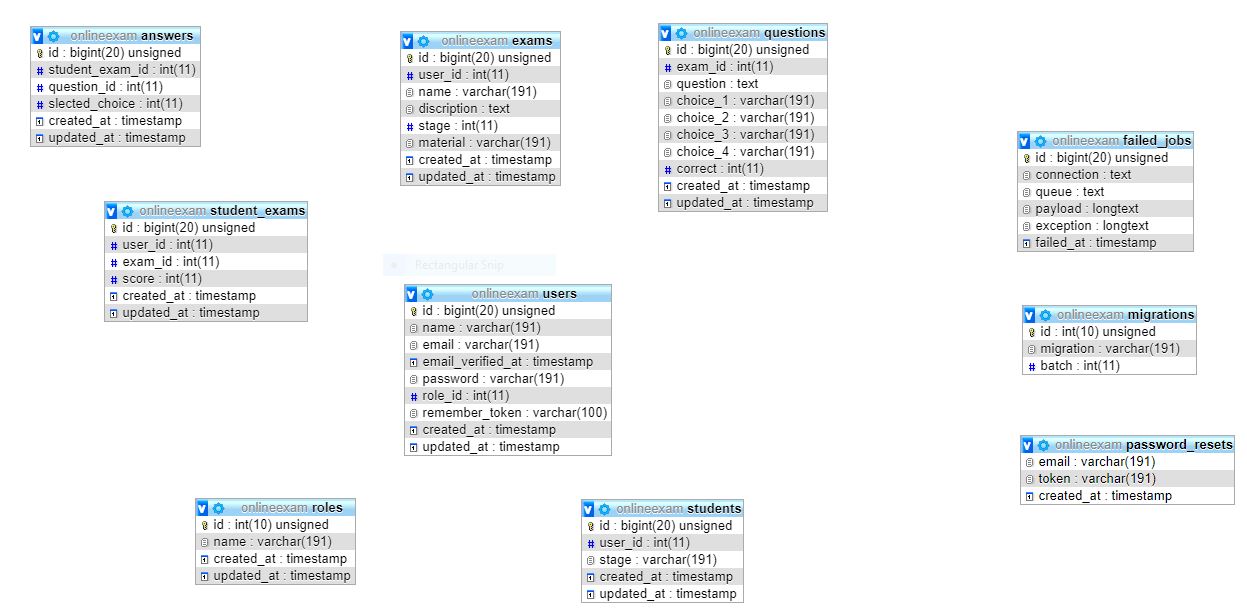 onlineexam answers
id : bigint(20) unsigned
student_exam_id : int(11)
question_id : int(11)
slected_choice : int(11)
created_at : timestamp
updated_at : timestamp
onlineexam exams
id : bigint(20) unsigned
user_id : int(11)
name : varchar(191)
discription : text
stage : int(11)
material : varchar(191)
created_at : timestamp
updated_at : timestamp
onlineexam questions
id : bigint(20) unsigned
exam_id : int(11)
question : text
choice_1 : varchar(191)
choice_2 : varchar(191)
choice_3 : varchar(191)
choice_4 : varchar(191)
correct : int(11)
created_at : timestamp
updated_at : timestamp
onlineexam failed_jobs
id : bigint(20) unsigned
connection : text
queue : text
payload : longtext
exception : longtext
failed_at : timestamp
onlineexam student_exams
id : bigint(20) unsigned
user_id : int(11)
exam_id : int(11)
score : int(11)
created_at : timestamp
updated_at : timestamp
Rectangular Snip
onlineexam users
id : bigint(20) unsigned
name : varchar(191)
email : varchar(191)
email_verified_at : timestamp
password : varchar(191)
role_id : int(11)
remember_token : varchar(100)
created_at : timestamp
updated_at : timestamp
onlineexam migrations
id : int(10) unsigned
migration : varchar(191)
batch : int(11)
onlineexam password_resets
email : varchar(191)
token : varchar(191)
created_at : timestamp
onlineexam roles
id : int(10) unsigned
name : varchar(191)
created_at : timestamp
updated_at : timestamp
onlineexam students
id : bigint(20) unsigned
user_id : int(11)
stage : varchar(191)
created_at : timestamp
updated_at : timestamp